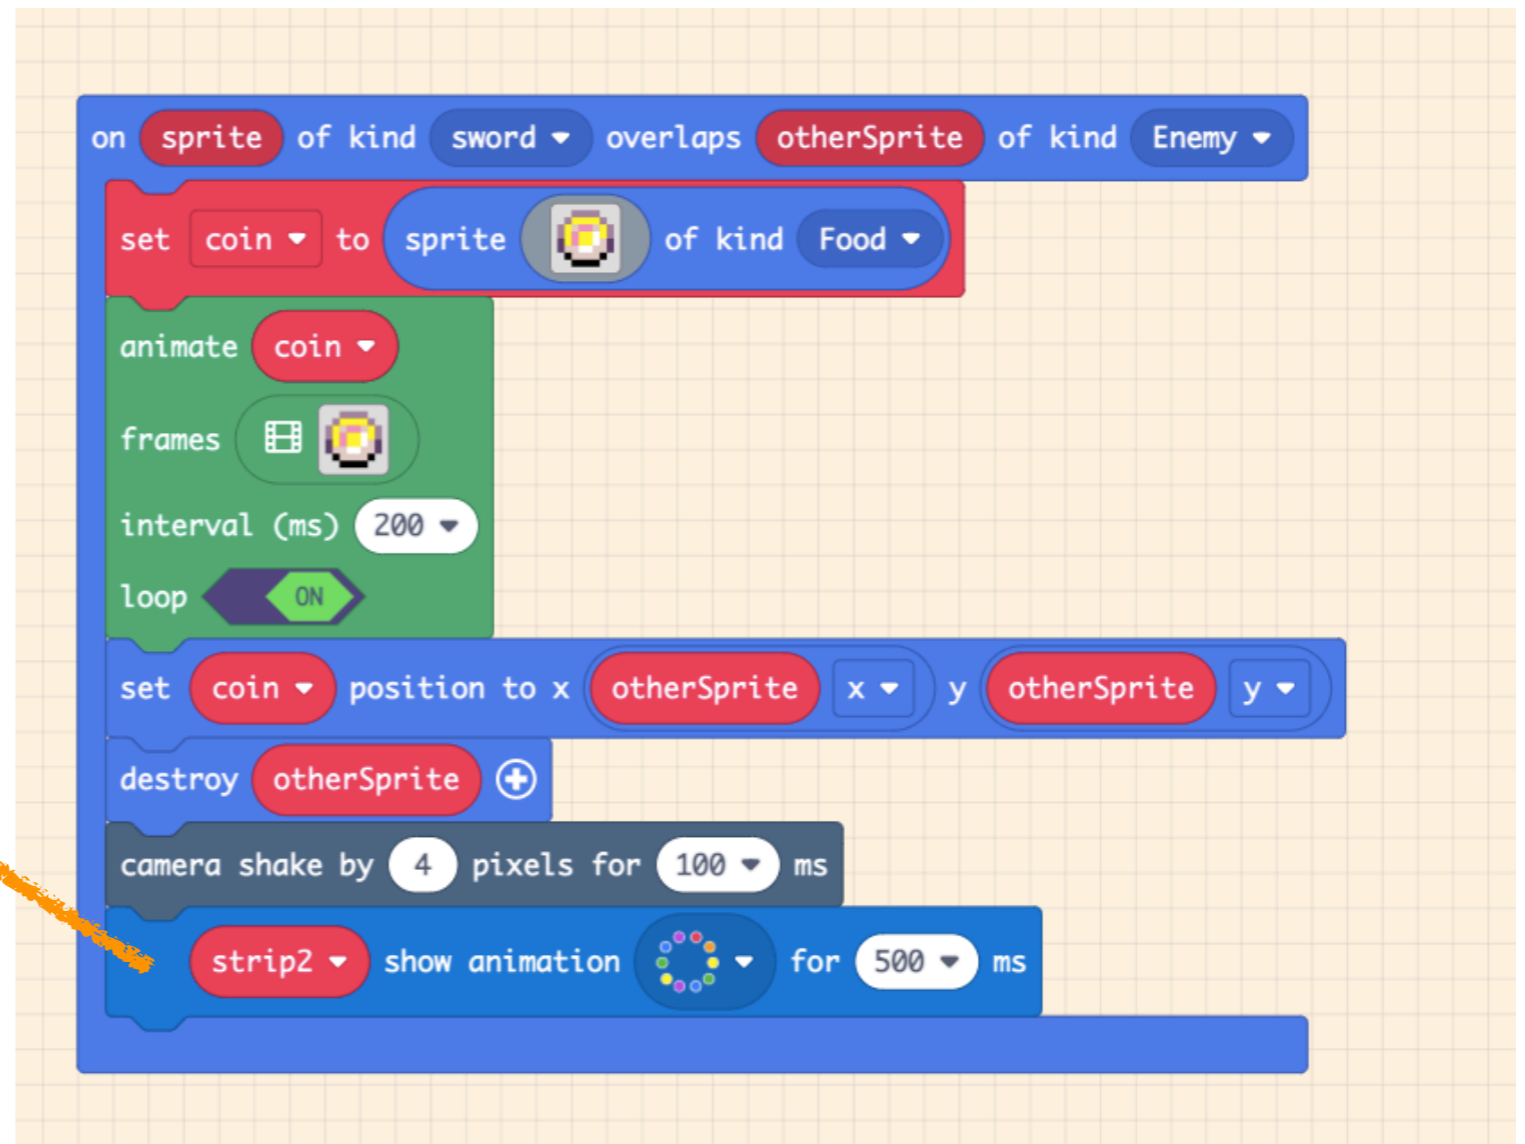 on sprite of kind sword overlaps otherSprite of kind Enemy
set coin to sprite of kind Food
animate coin
frames
interval (ms) 200
loop ON
set coin position to x otherSprite x y otherSprite y
destroy otherSprite
camera shake by 4 pixels for 100 ms
strip2 show animation for 500 ms